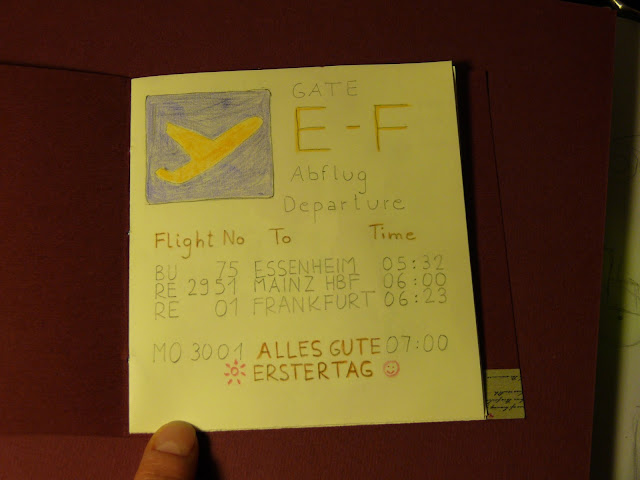 GATE
E - F
Abflug
Departure
Flight No To Time
BU 75 ESSENHEIM 05:32
RE 2951 MAINZ HBF 06:00
RE 01 FRANKFURT 06:23
MO 3001 ALLES GUTE 07:00
ERSTERTAG